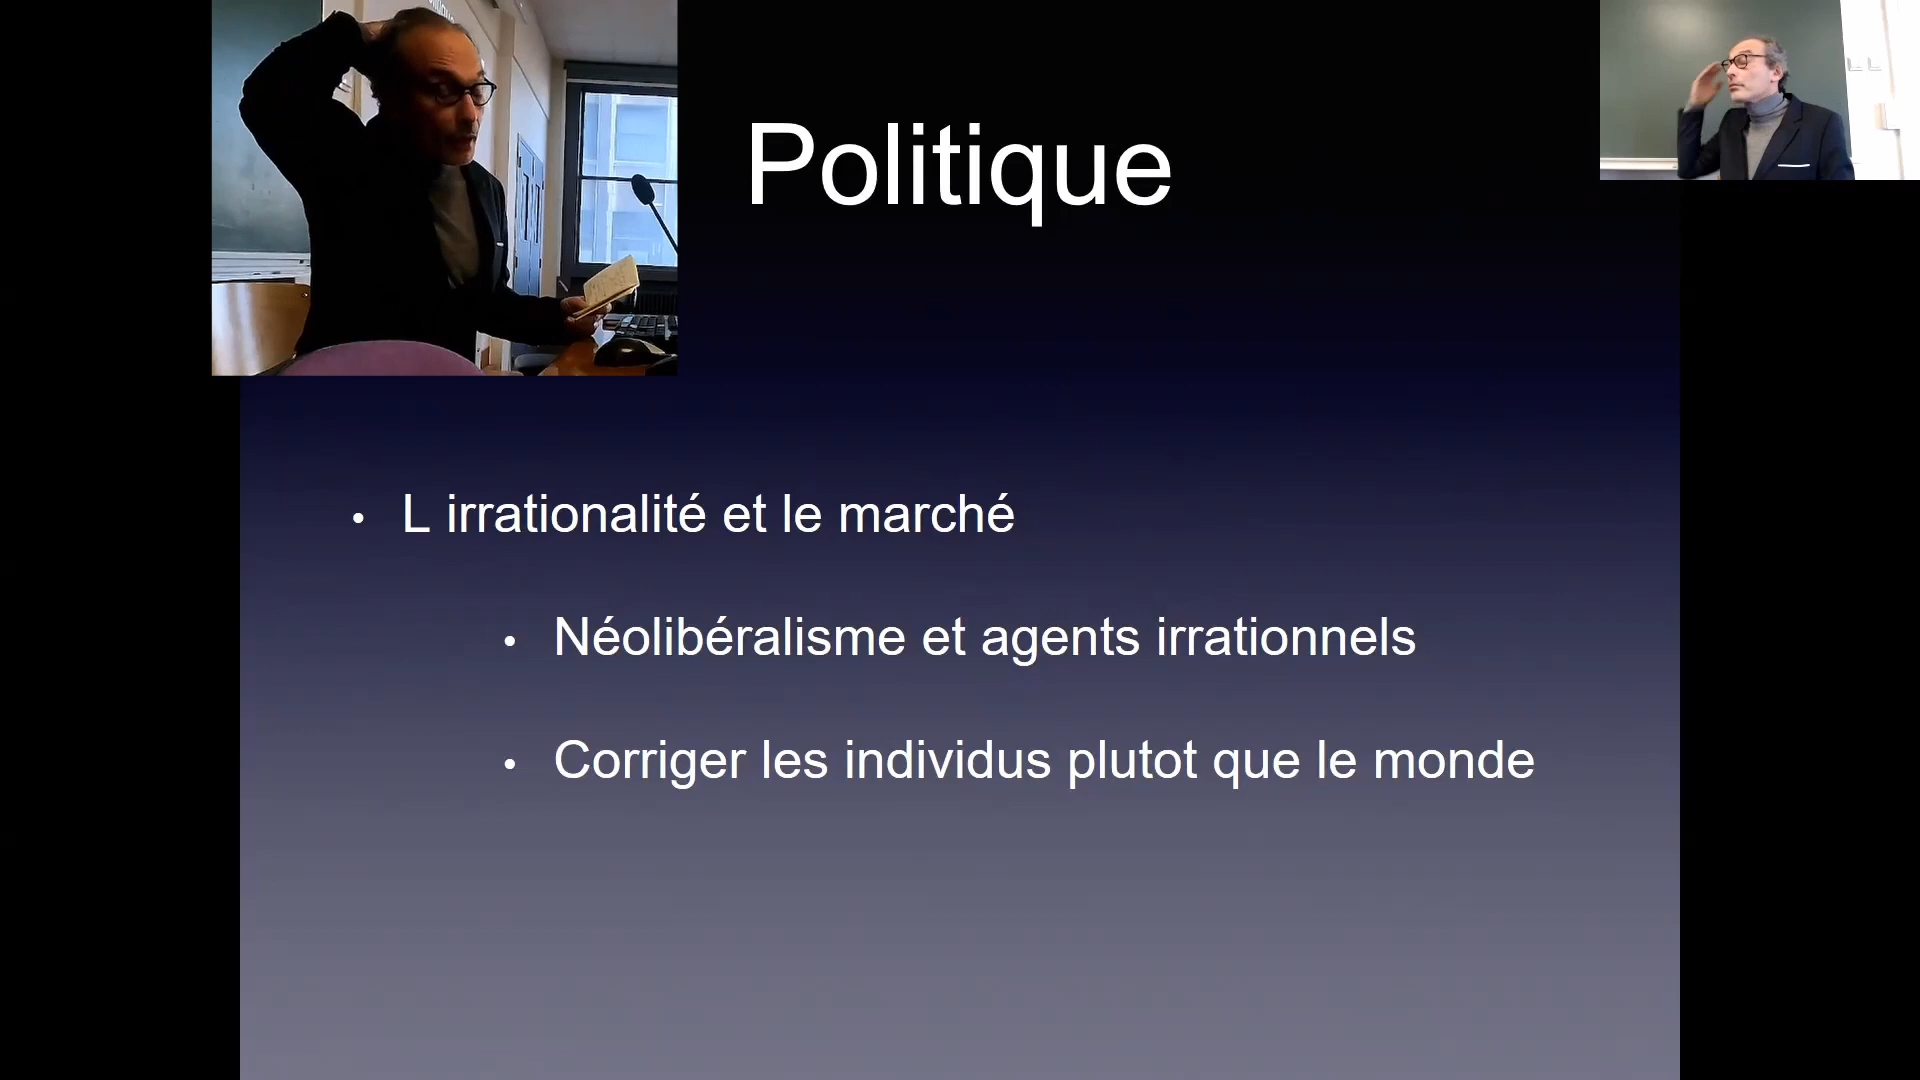 Politique
L irrationalité et le marché
Néolibéralisme et agents irrationnels
Corriger les individus plutot que le monde